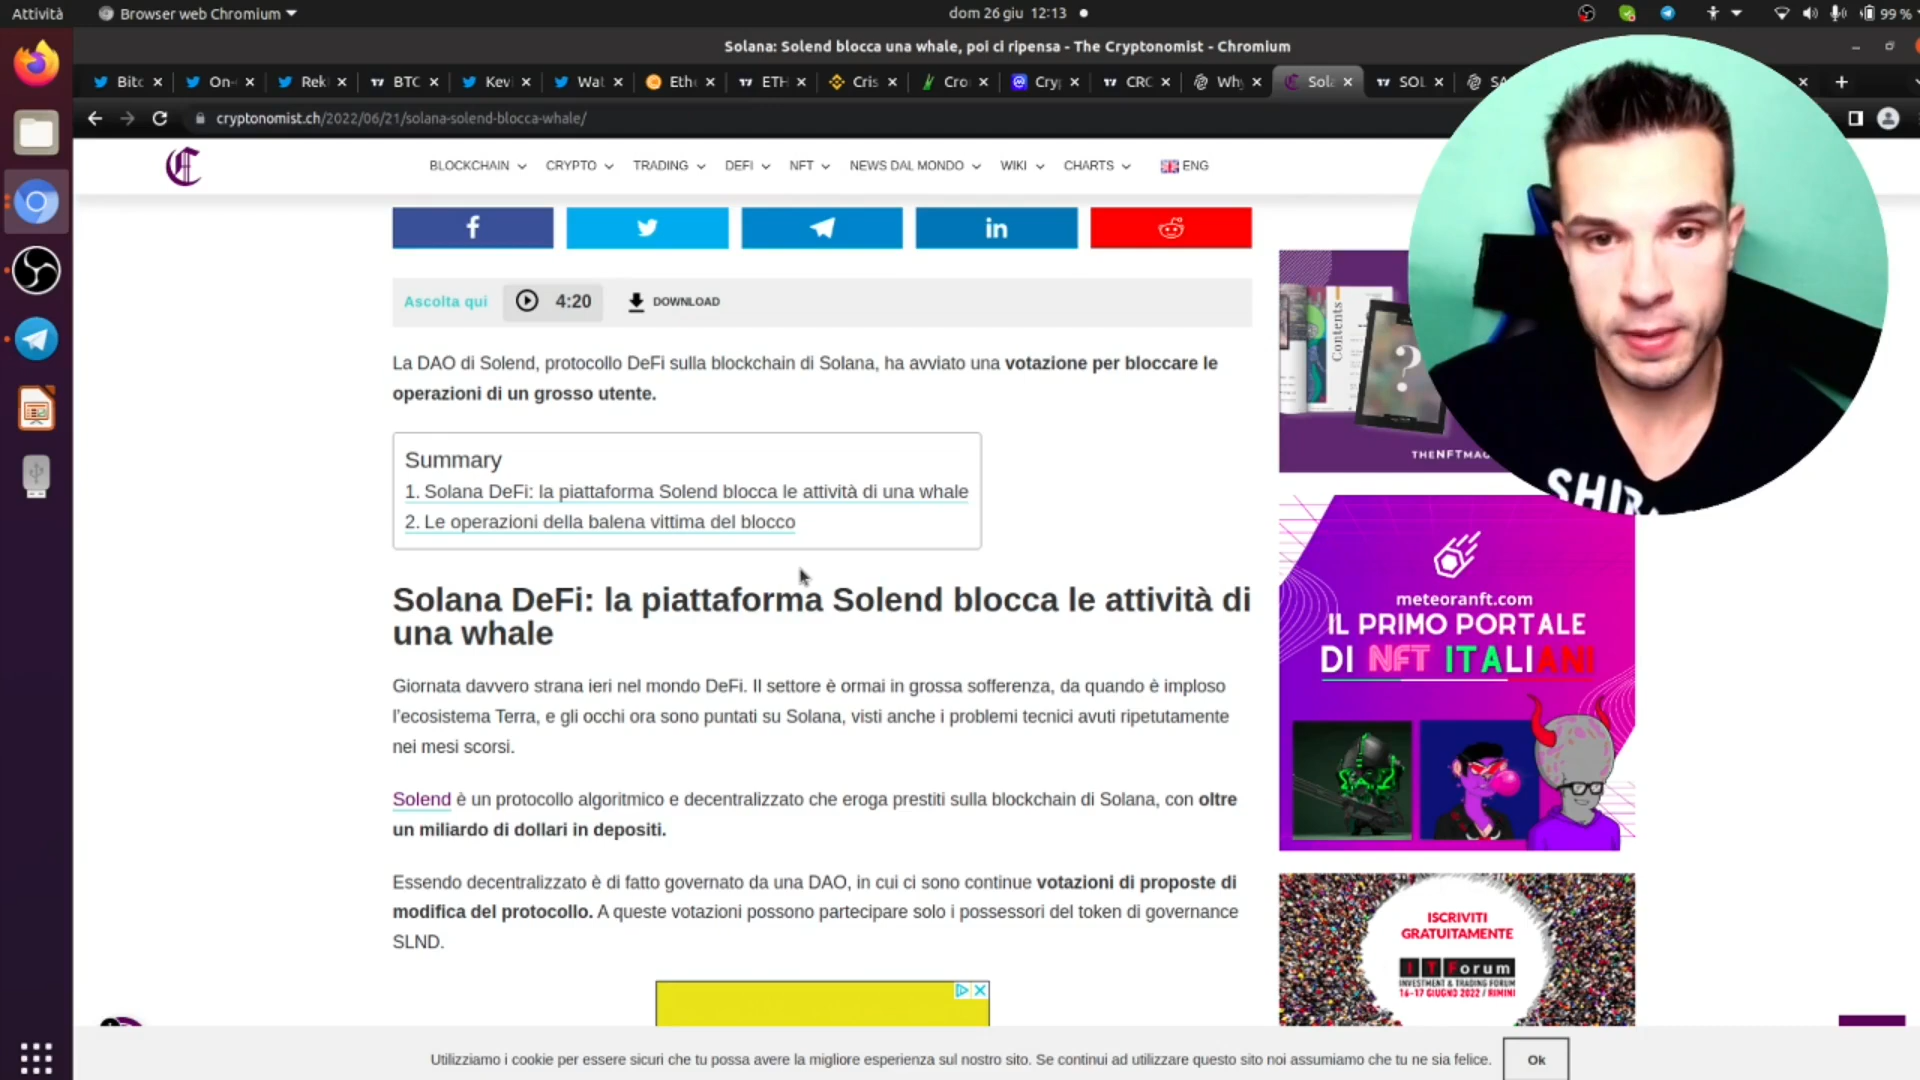 Attività
Browser web Chromium
dom 26 giu 12:13
99 %
Solana: Solend blocca una whale, poi ci ripensa - The Cryptonomist - Chromium
Bitc
On-
Rek
BTC
Kevi
Wat
Ethe
ETH
Cris
Cro
Cryp
CRC
Why
Sola
SOL
cryptonomist.ch/2022/06/21/solana-solend-blocca-whale/
BLOCKCHAIN
CRYPTO
TRADING
DEFI
NFT
NEWS DAL MONDO
WIKI
CHARTS
ENG
Ascolta qui
4:20
DOWNLOAD
La DAO di Solend, protocollo DeFi sulla blockchain di Solana, ha avviato una votazione per bloccare le
operazioni di un grosso utente.
Summary
1. Solana DeFi: la piattaforma Solend blocca le attività di una whale
2. Le operazioni della balena vittima del blocco
Solana DeFi: la piattaforma Solend blocca le attività di
una whale
Giornata davvero strana ieri nel mondo DeFi. Il settore è ormai in grossa sofferenza, da quando è imploso
l'ecosistema Terra, e gli occhi ora sono puntati su Solana, visti anche i problemi tecnici avuti ripetutamente
nei mesi scorsi.
Solend è un protocollo algoritmico e decentralizzato che eroga prestiti sulla blockchain di Solana, con oltre
un miliardo di dollari in depositi.
Essendo decentralizzato è di fatto governato da una DAO, in cui ci sono continue votazioni di proposte di
modifica del protocollo. A queste votazioni possono partecipare solo i possessori del token di governance
SLND.
Contents
?
THENFTMAG
SHIB
meteoranft.com
IL PRIMO PORTALE
DI NFT ITALIANI
ISCRIVITI
GRATUITAMENTE
ITForum
INVESTMENT & TRADING FORUM
16-17 GIUGNO 2022 / RIMINI
Utilizziamo i cookie per essere sicuri che tu possa avere la migliore esperienza sul nostro sito. Se continui ad utilizzare questo sito noi assumiamo che tu ne sia felice.
Ok